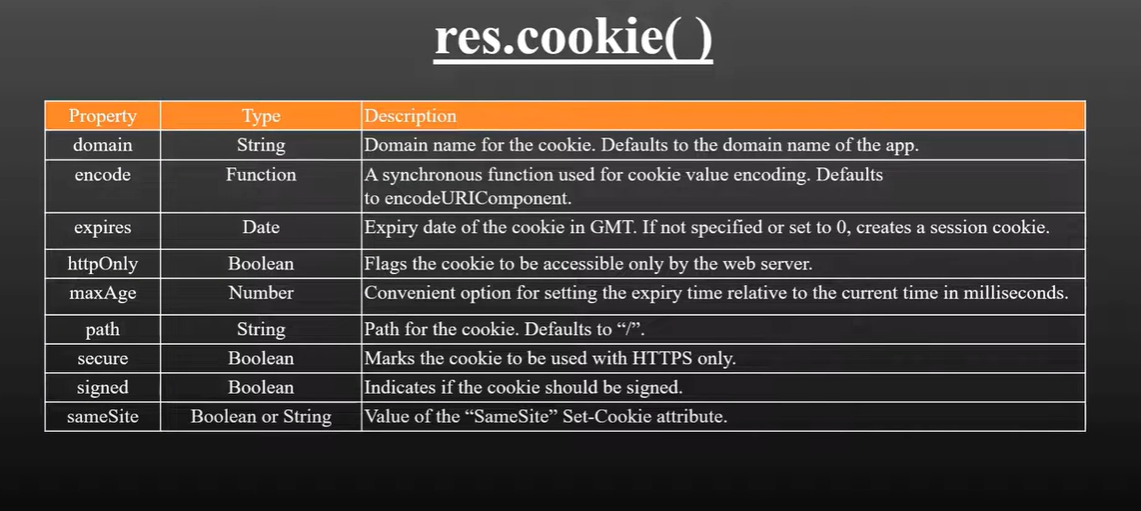 res.cookie( )
Property Type Description
domain String Domain name for the cookie. Defaults to the domain name of the app.
encode Function A synchronous function used for cookie value encoding. Defaults
to encodeURIComponent.
expires Date Expiry date of the cookie in GMT. If not specified or set to 0, creates a session cookie.
httpOnly Boolean Flags the cookie to be accessible only by the web server.
maxAge Number Convenient option for setting the expiry time relative to the current time in milliseconds.
path String Path for the cookie. Defaults to “/”.
secure Boolean Marks the cookie to be used with HTTPS only.
signed Boolean Indicates if the cookie should be signed.
sameSite Boolean or String Value of the “SameSite” Set-Cookie attribute.